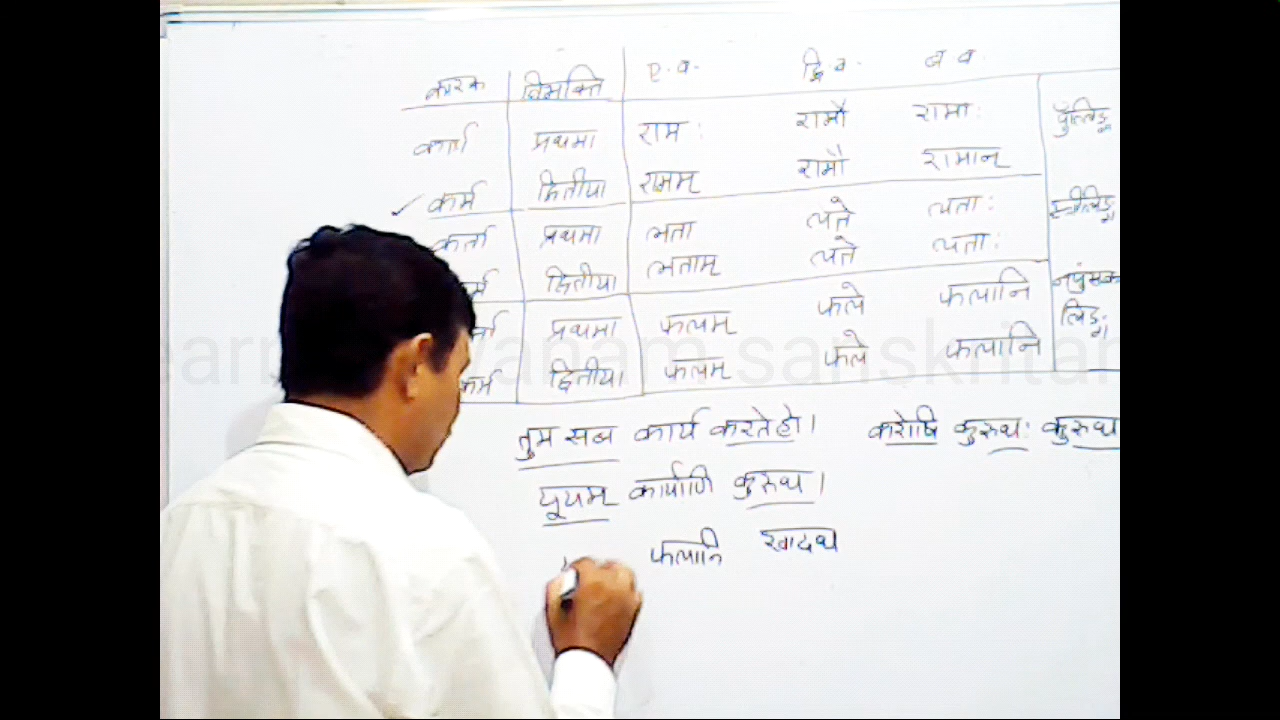 कारक विभक्ति ए.व. द्वि.व. ब.व.
कर्ता प्रथमा रामः रामौ रामाः पुँल्लिङ्ग
✓ कर्म द्वितीया रामम् रामौ रामान्
कर्ता प्रथमा लता लते लताः स्त्रीलिङ्ग
र्म द्वितीया लताम् लते लताः
र्ता प्रथमा फलम् फले फलानि नपुंसक
लिङ्ग
कर्म द्वितीया फलम् फले फलानि
तुम सब कार्य करते हो। करोषि कुरुथः कुरुथ
यूयम् कार्याणि कुरुथ।
फलानि खादथ